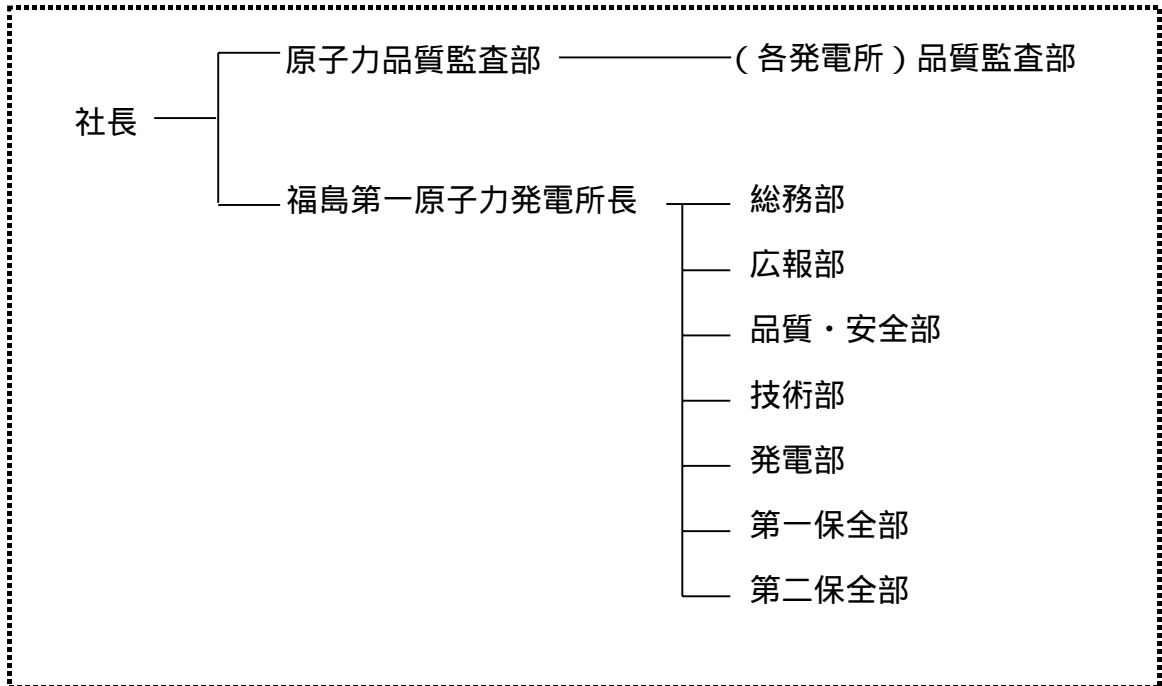 原子力品質監査部 (各発電所)品質監査部
社長
福島第一原子力発電所長 総務部
広報部
品質・安全部
技術部
発電部
第一保全部
第二保全部